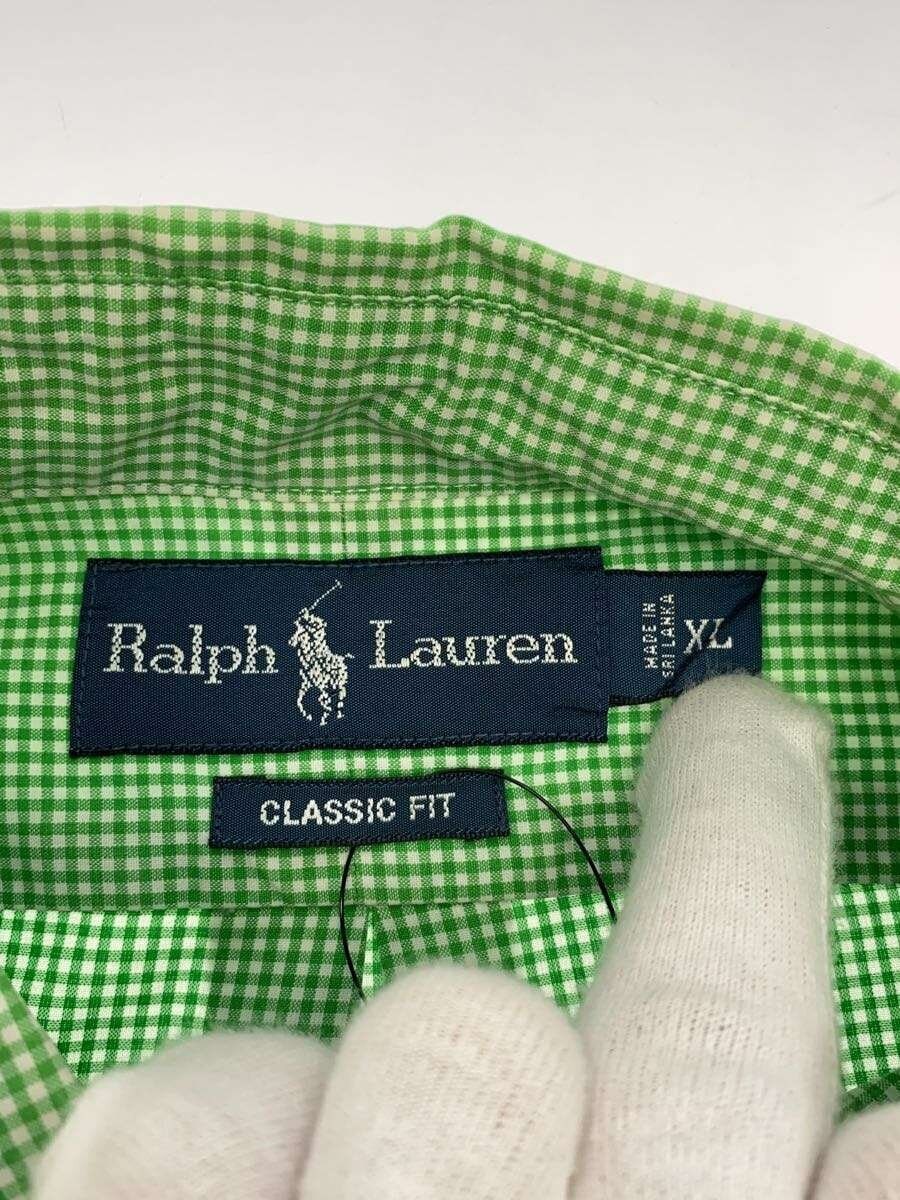 Ralph Lauren
MADE IN
SRI LANKA
XL
CLASSIC FIT